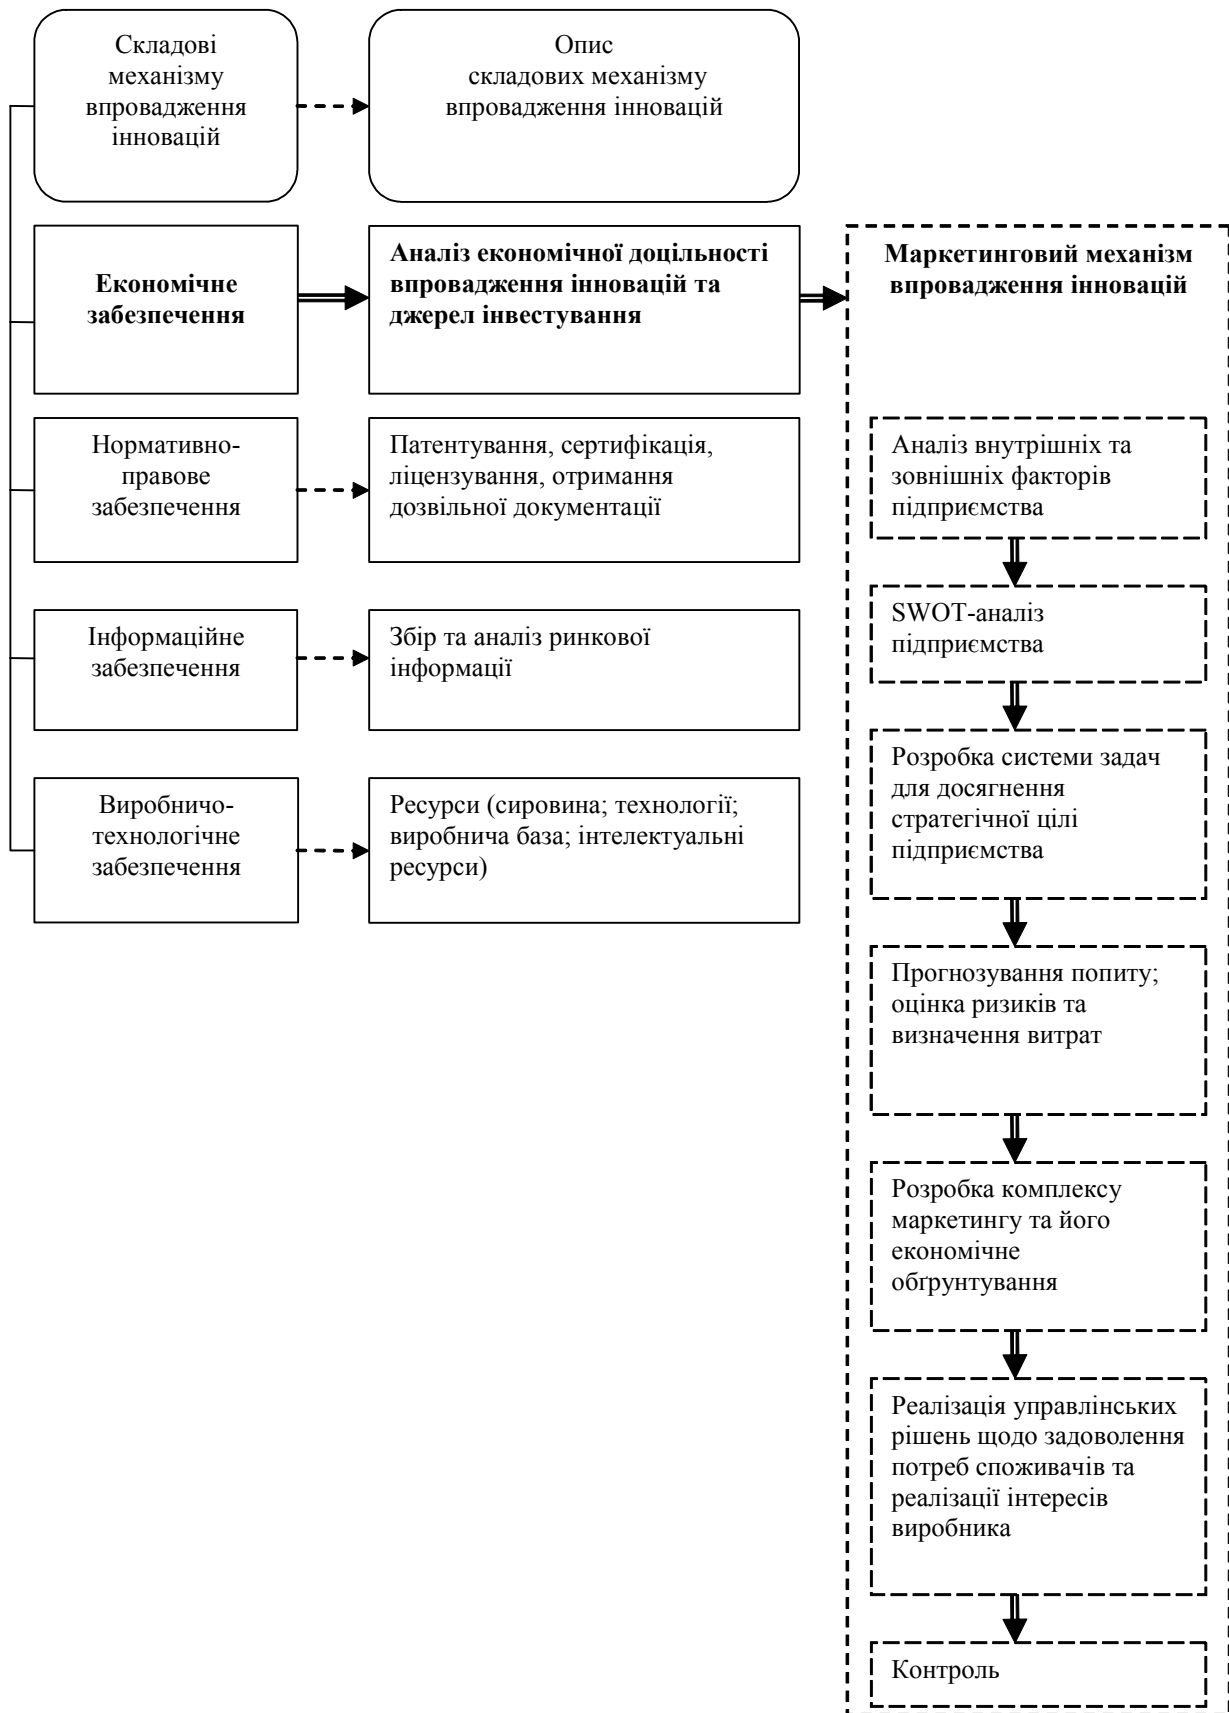 Складові
механізму
впровадження
інновацій
Опис
складових механізму
впровадження інновацій
Економічне
забезпечення
Аналіз економічної доцільності
впровадження інновацій та
джерел інвестування
Маркетинговий механізм
впровадження інновацій
Нормативно-
правове
забезпечення
Патентування, сертифікація,
ліцензування, отримання
дозвільної документації
Інформаційне
забезпечення
Збір та аналіз ринкової
інформації
Виробничо-
технологічне
забезпечення
Ресурси (сировина; технології;
виробнича база; інтелектуальні
ресурси)
Аналіз внутрішніх та
зовнішніх факторів
підприємства
SWOT-аналіз
підприємства
Розробка системи задач
для досягнення
стратегічної цілі
підприємства
Прогнозування попиту;
оцінка ризиків та
визначення витрат
Розробка комплексу
маркетингу та його
економічне
обґрунтування
Реалізація управлінських
рішень щодо задоволення
потреб споживачів та
реалізації інтересів
виробника
Контроль